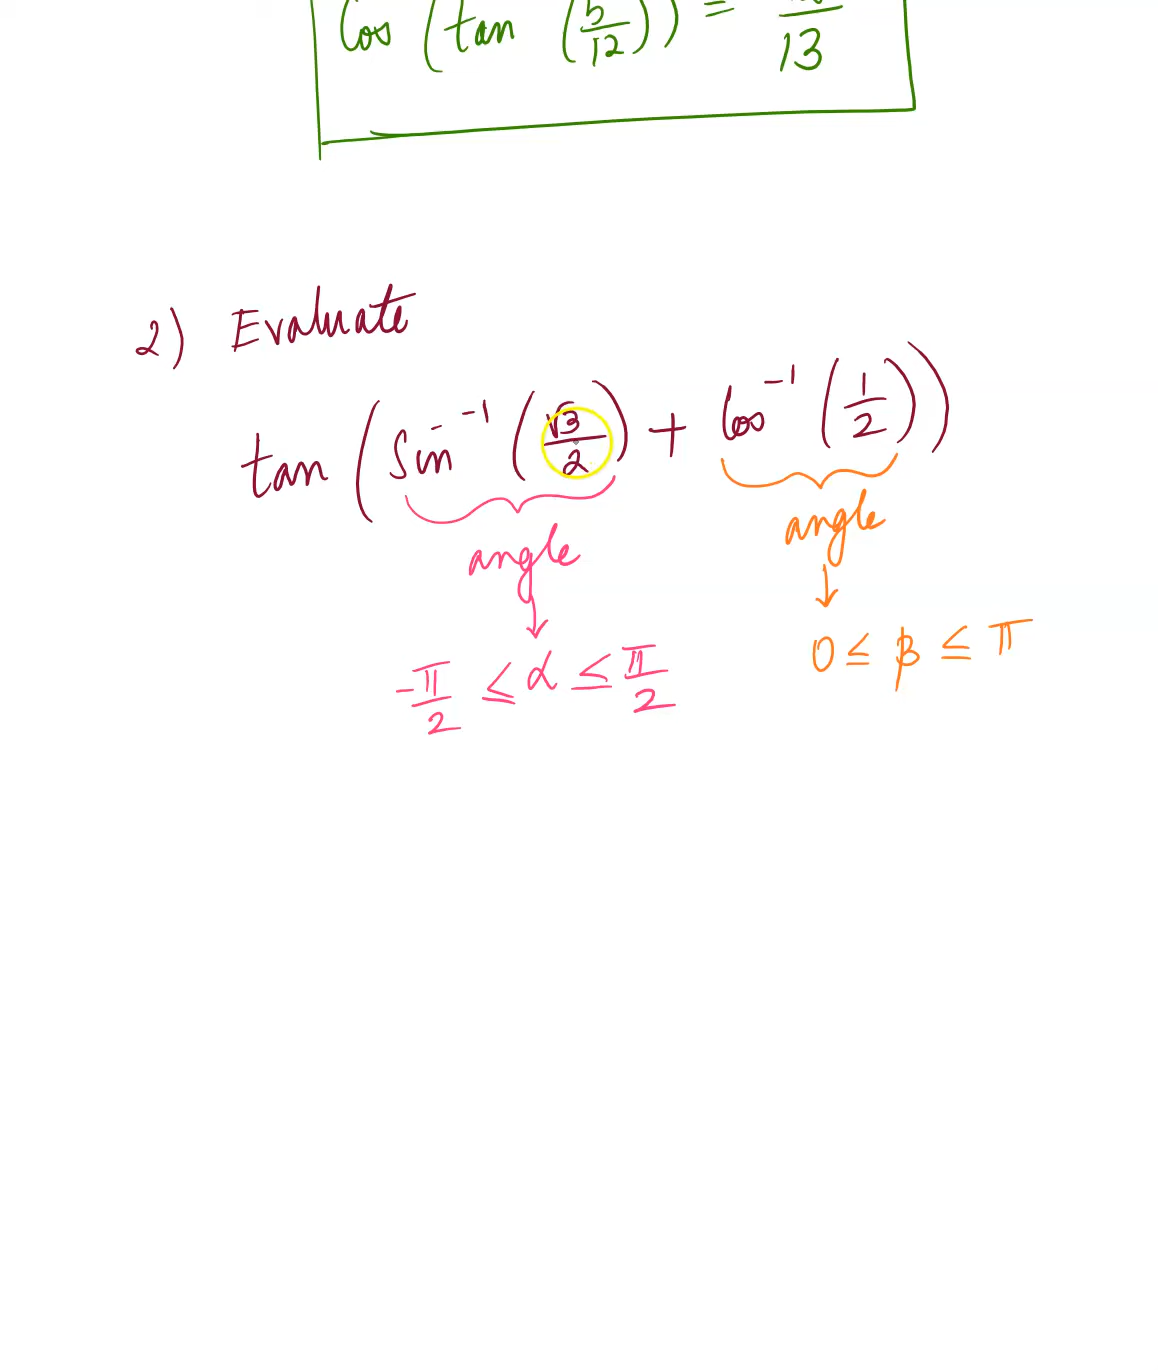 Cos (tan (5/12)) = /13
2) Evaluate
tan (Sin⁻¹(√3/2) + Cos⁻¹(1/2))
angle angle
↓ ↓
-π/2 ≤ α ≤ π/2 0 ≤ β ≤ π